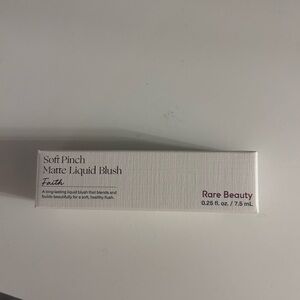 Soft Pinch
Matte Liquid Blush
Faith
A long-lasting liquid blush that blends and
builds beautifully for a soft, healthy flush.
Rare Beauty
0.25 fl. oz. / 7.5 mL